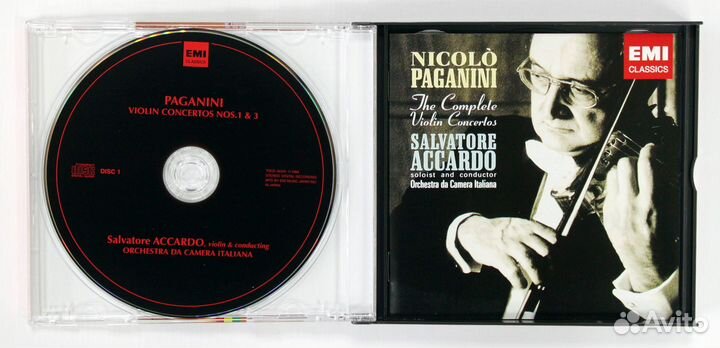 EMI
CLASSICS
PAGANINI
VIOLIN CONCERTOS NOS.1 & 3
DISC 1
Salvatore ACCARDO, violin & conducting
ORCHESTRA DA CAMERA ITALIANA
NICOLÒ
PAGANINI
The Complete
Violin Concertos
SALVATORE
ACCARDO
soloist and conductor
Orchestra da Camera Italiana
EMI
CLASSICS
Avito